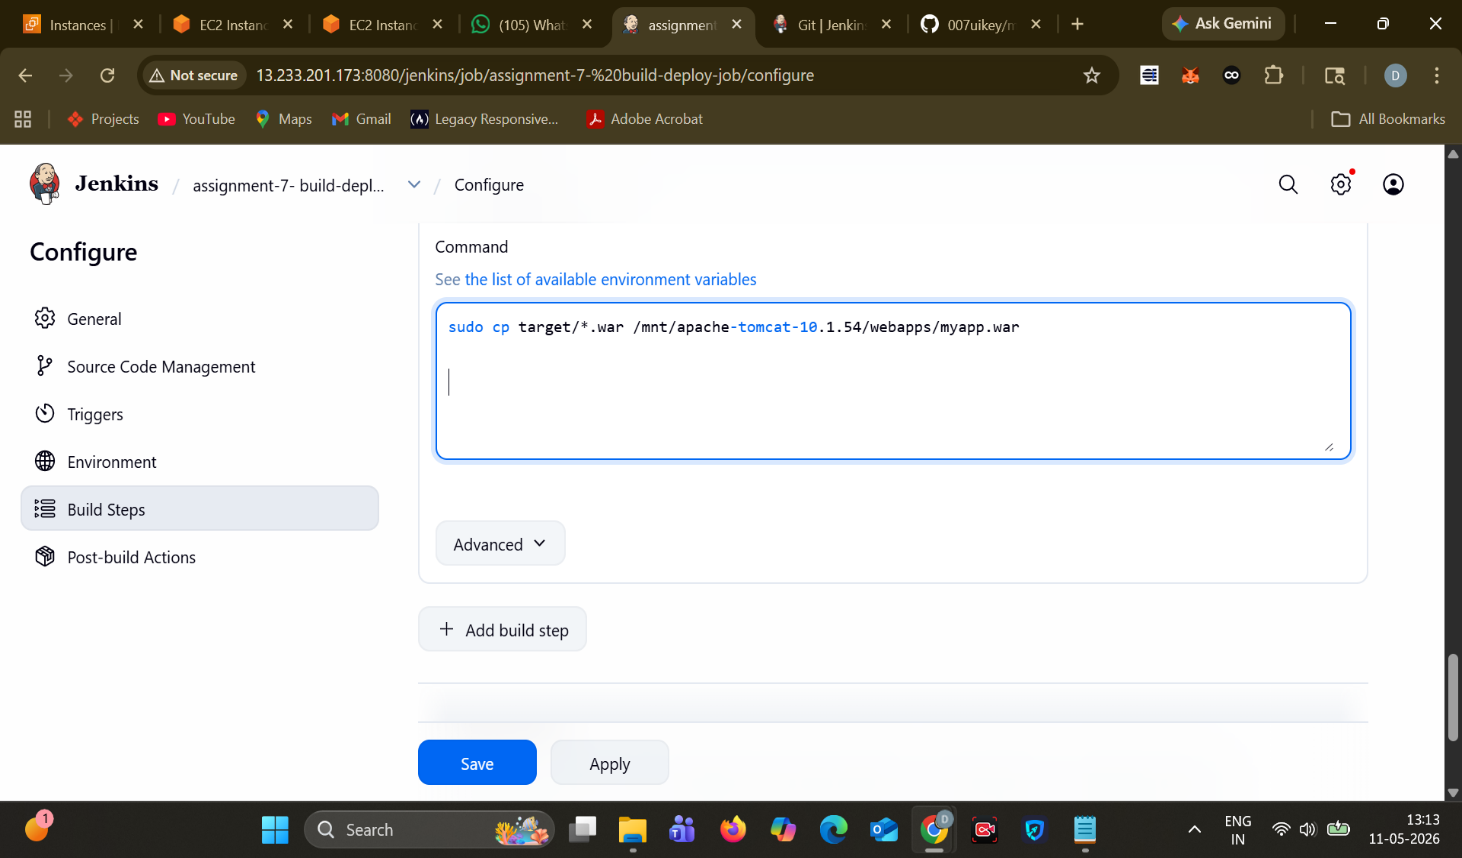 Instances |
EC2 Instanc
EC2 Instanc
(105) What
assignment
Git | Jenkin
007uikey/m
Ask Gemini
Not secure
13.233.201.173:8080/jenkins/job/assignment-7-%20build-deploy-job/configure
D
Projects
YouTube
Maps
Gmail
Legacy Responsive...
Adobe Acrobat
All Bookmarks
Jenkins / assignment-7- build-depl... / Configure
Configure
General
Source Code Management
Triggers
Environment
Build Steps
Post-build Actions
Command
See the list of available environment variables
sudo cp target/*.war /mnt/apache-tomcat-10.1.54/webapps/myapp.war
Advanced
+ Add build step
Save
Apply
1
Search
D
ENG
IN
13:13
11-05-2026